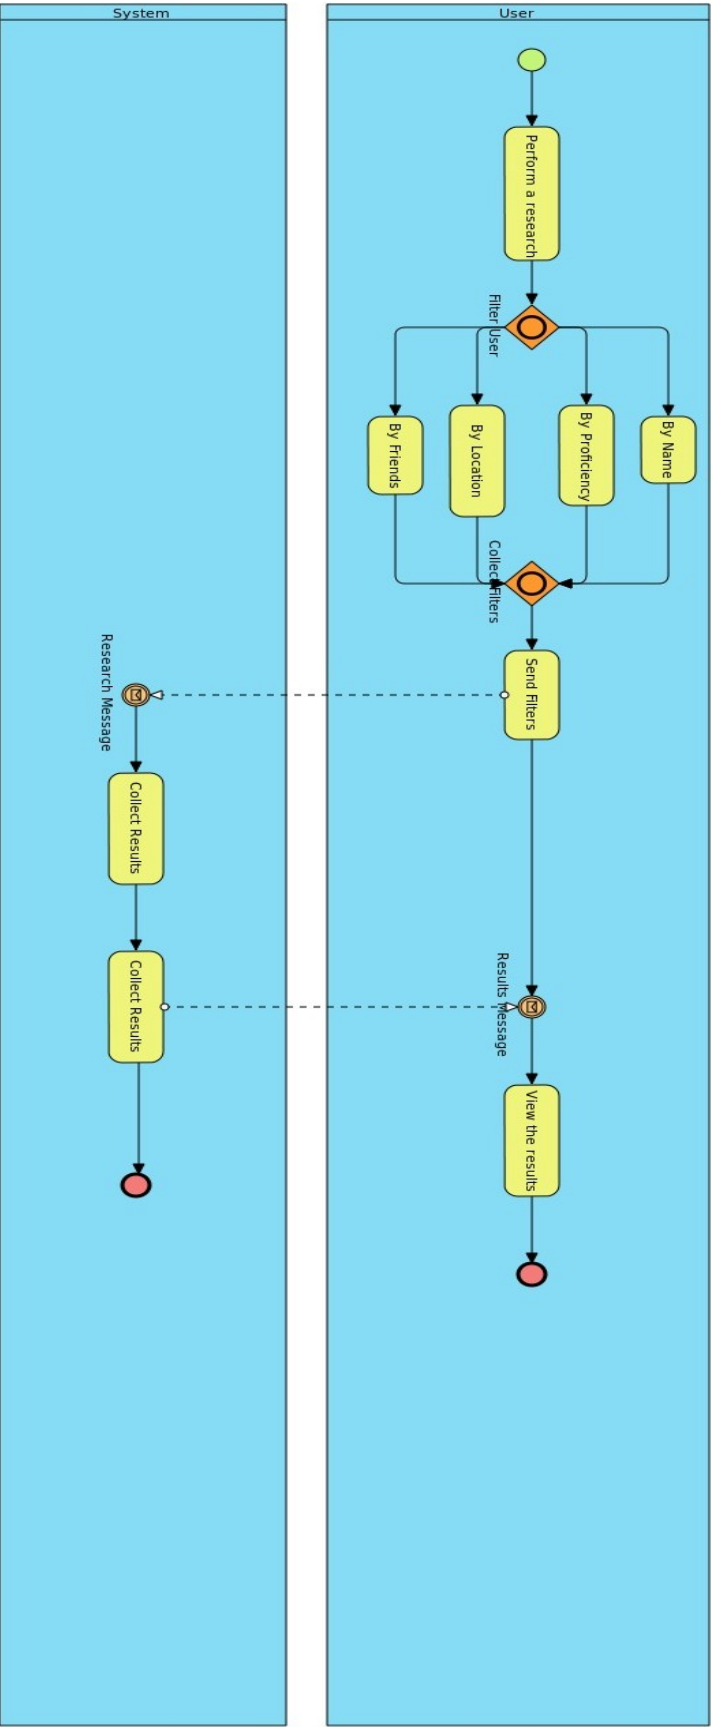 System
User
Perform a research
Filter User
By Name
By Proficiency
By Location
By Friends
Collect Filters
Send Filters
Research Message
Collect Results
Collect Results
Results Message
View the results